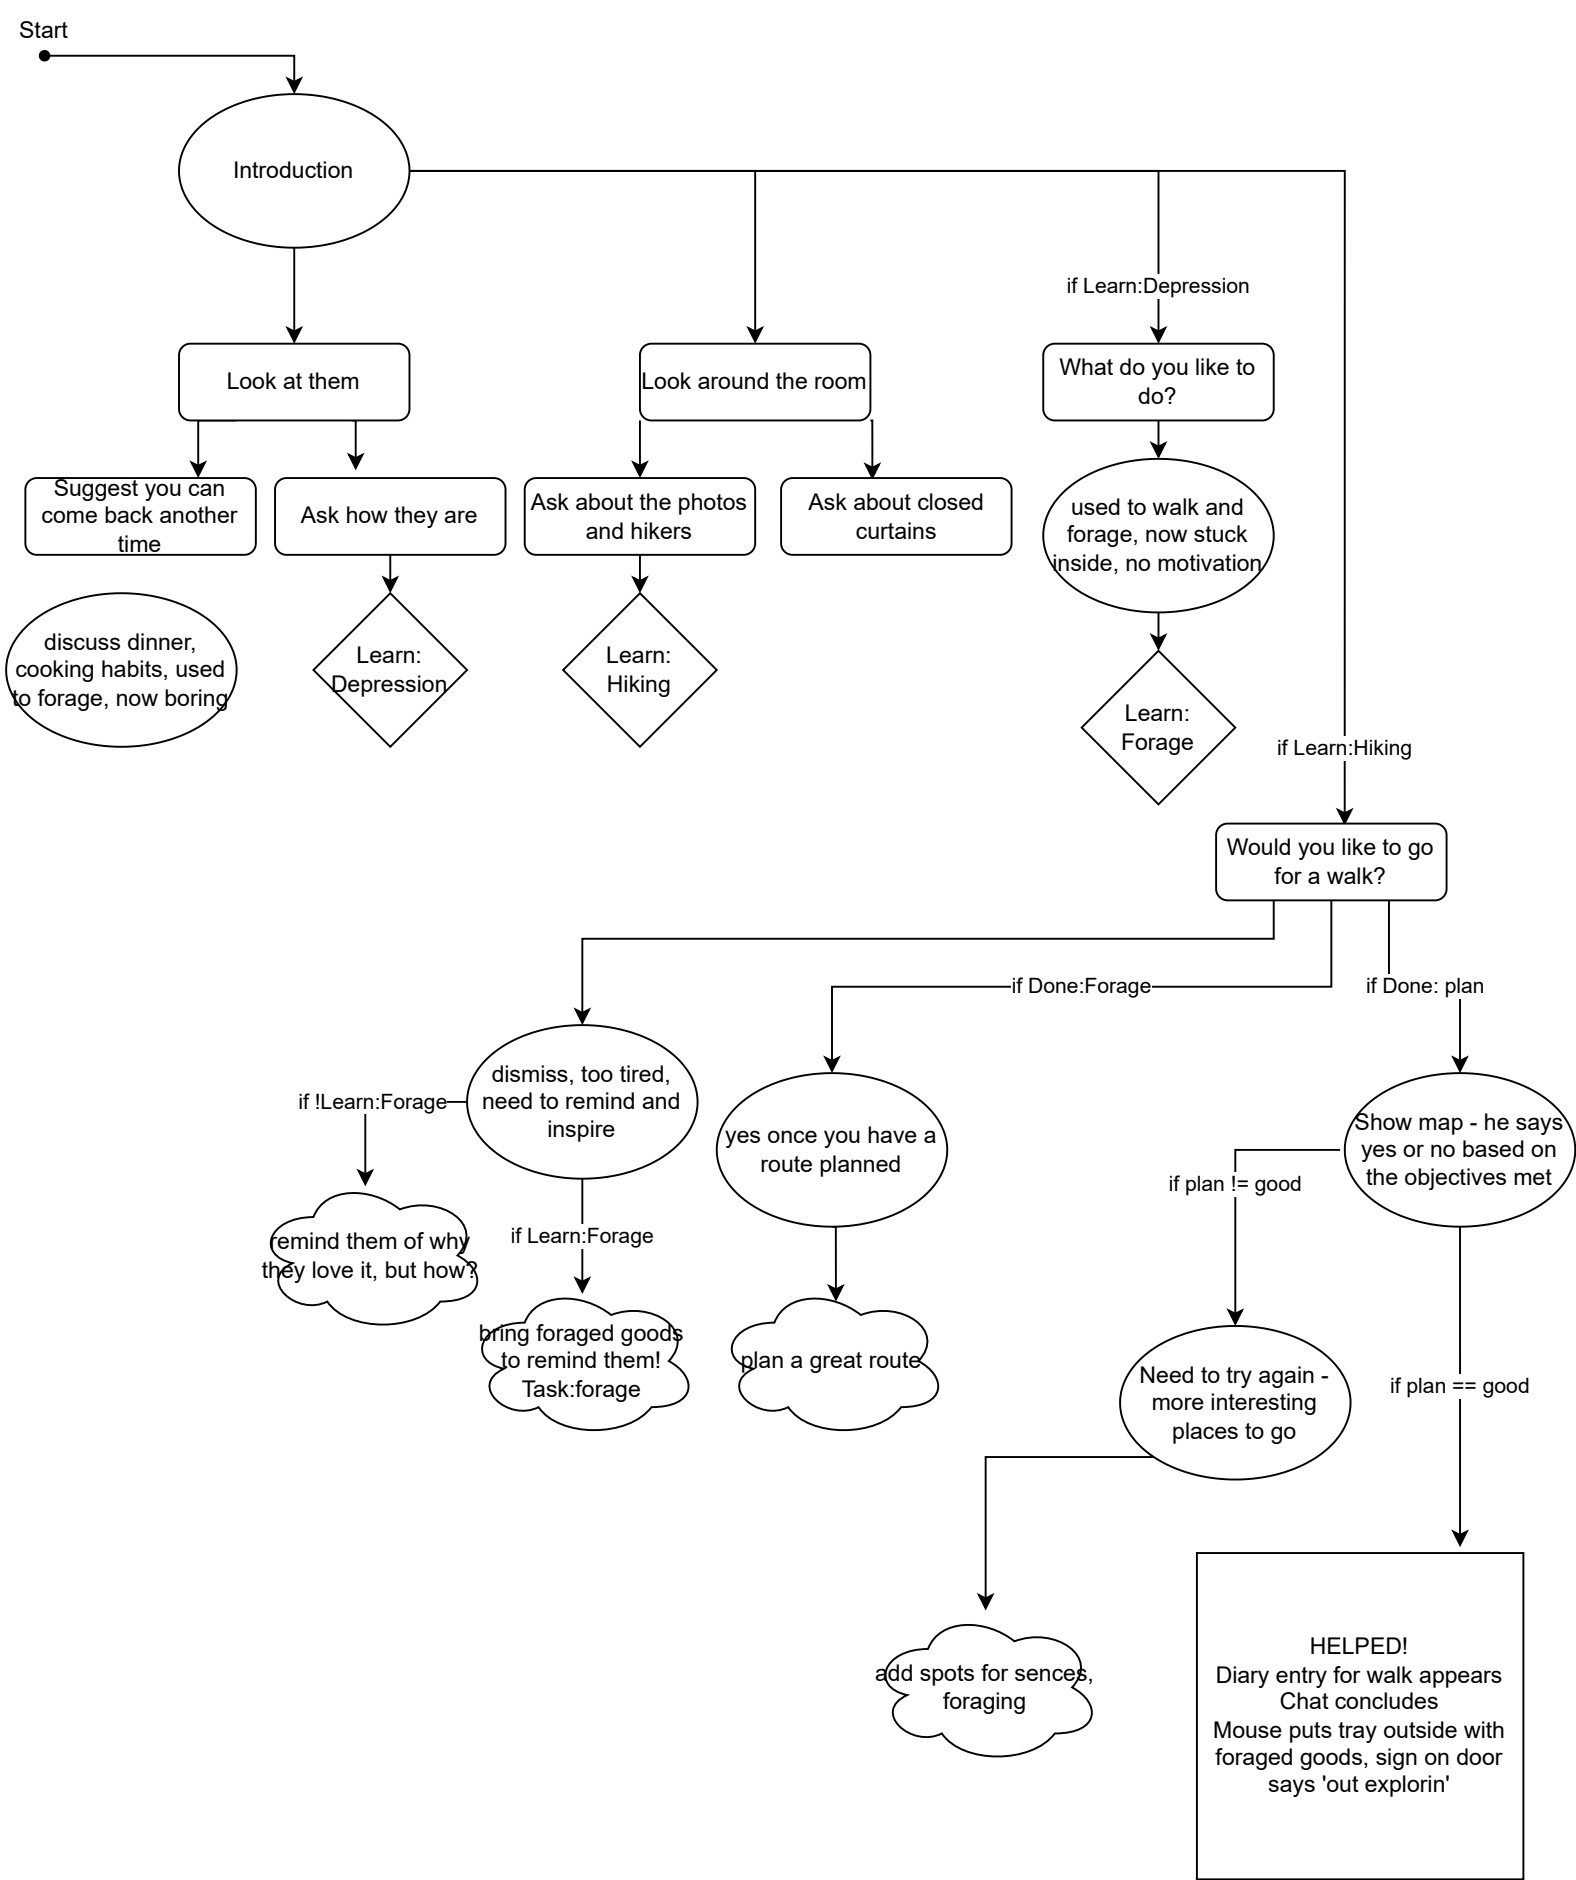 Start
Introduction
if Learn:Depression
Look at them
Look around the room
What do you like to
do?
Suggest you can
come back another
time
Ask how they are
Ask about the photos
and hikers
Ask about closed
curtains
used to walk and
forage, now stuck
inside, no motivation
discuss dinner,
cooking habits, used
to forage, now boring
Learn:
Depression
Learn:
Hiking
Learn:
Forage
if Learn:Hiking
Would you like to go
for a walk?
if Done:Forage
if Done: plan
dismiss, too tired,
need to remind and
inspire
if !Learn:Forage
yes once you have a
route planned
Show map - he says
yes or no based on
the objectives met
if plan != good
remind them of why
they love it, but how?
if Learn:Forage
bring foraged goods
to remind them!
Task:forage
plan a great route
Need to try again -
more interesting
places to go
if plan == good
add spots for sences,
foraging
HELPED!
Diary entry for walk appears
Chat concludes
Mouse puts tray outside with
foraged goods, sign on door
says 'out explorin'